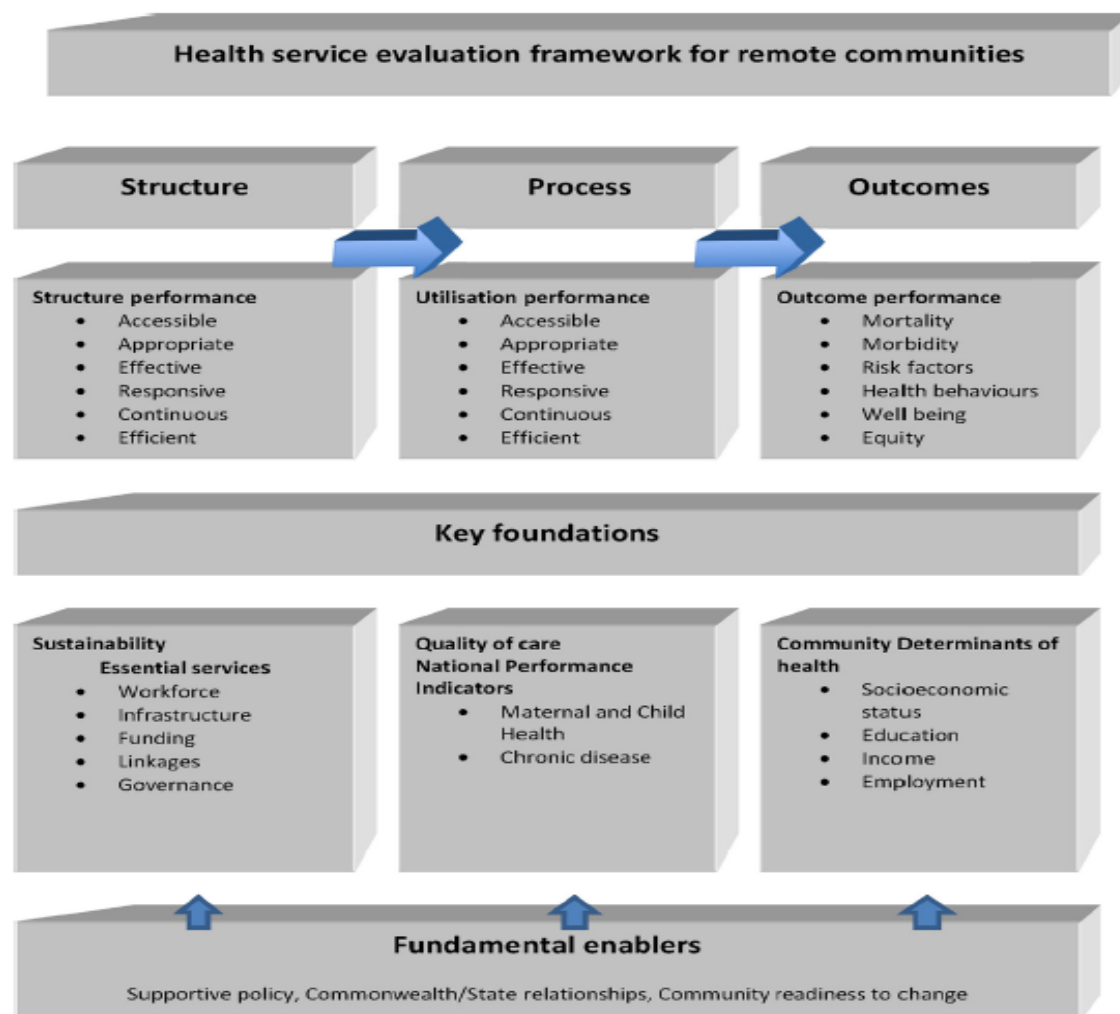 Health service evaluation framework for remote communities
Structure
Process
Outcomes
Structure performance
• Accessible
• Appropriate
• Effective
• Responsive
• Continuous
• Efficient
Utilisation performance
• Accessible
• Appropriate
• Effective
• Responsive
• Continuous
• Efficient
Outcome performance
• Mortality
• Morbidity
• Risk factors
• Health behaviours
• Well being
• Equity
Key foundations
Sustainability
Essential services
• Workforce
• Infrastructure
• Funding
• Linkages
• Governance
Quality of care
National Performance
Indicators
• Maternal and Child
Health
• Chronic disease
Community Determinants of
health
• Socioeconomic
status
• Education
• Income
• Employment
Fundamental enablers
Supportive policy, Commonwealth/State relationships, Community readiness to change